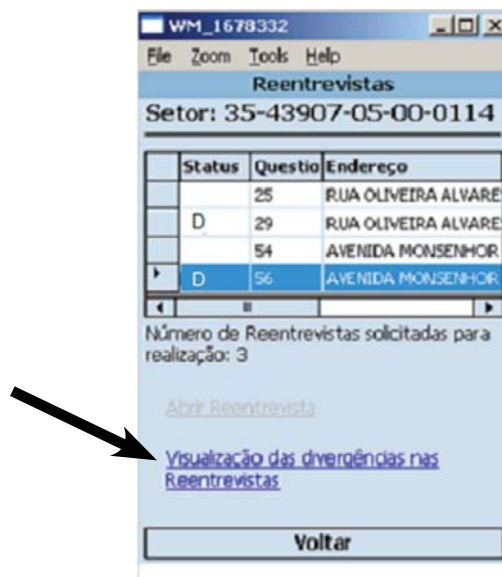 WM_1678332
File Zoom Tools Help
Reentrevistas
Setor: 35-43907-05-00-0114
Status Questio Endereço
25 RUA OLIVEIRA ALVARE
D 29 RUA OLIVEIRA ALVARE
54 AVENIDA MONSENHOR
D 56 AVENIDA MONSENHOR
Número de Reentrevistas solicitadas para
realização: 3
Abrir Reentrevista
Visualização das divergências nas
Reentrevistas
Voltar